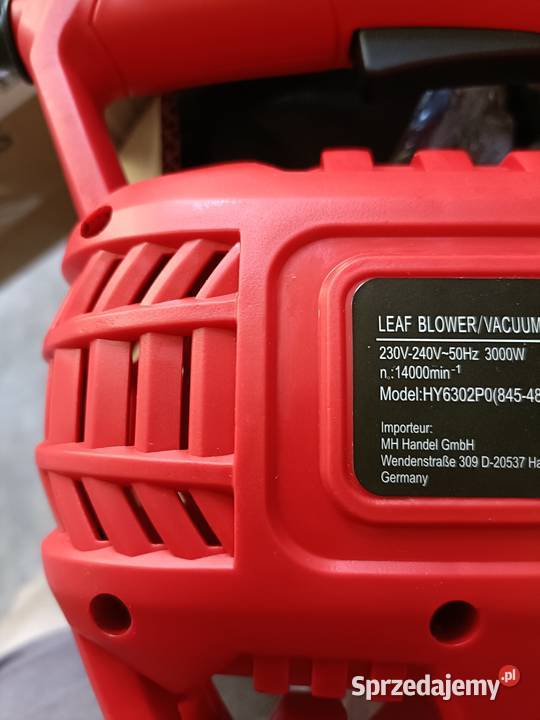 LEAF BLOWER/VACUUM
230V-240V~50Hz 3000W
n.:14000min⁻¹
Model:HY6302P0(845-48
Importeur:
MH Handel GmbH
Wendenstraße 309 D-20537 Ha
Germany
Sprzedajemy.pl